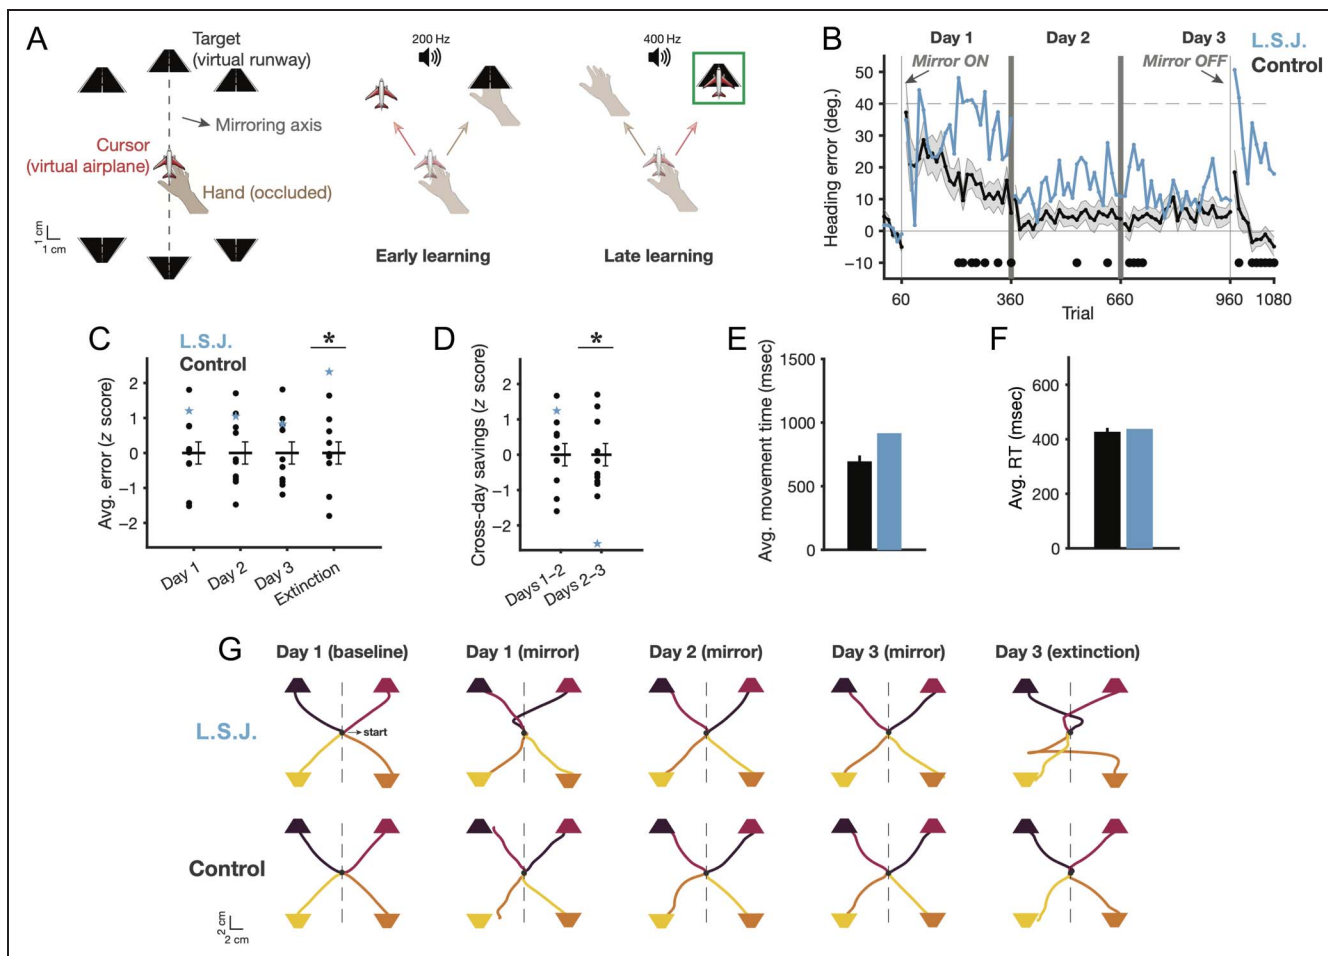 A
Target
(virtual runway)
Mirroring axis
Cursor
(virtual airplane)
Hand (occluded)
1 cm
1 cm
200 Hz
Early learning
400 Hz
Late learning
B
Day 1
Day 2
Day 3
L.S.J.
Control
Mirror ON
Mirror OFF
Heading error (deg.)
50
40
30
20
10
0
−10
60
360
660
960
1080
Trial
C
L.S.J.
Control
*
Avg. error (z score)
2
1
0
−1
−2
Day 1
Day 2
Day 3
Extinction
D
*
Cross-day savings (z score)
2
1
0
−1
−2
Days 1–2
Days 2–3
E
Avg. movement time (msec)
1500
1000
500
0
F
Avg. RT (msec)
600
400
200
0
G
Day 1 (baseline)
Day 1 (mirror)
Day 2 (mirror)
Day 3 (mirror)
Day 3 (extinction)
L.S.J.
start
Control
2 cm
2 cm